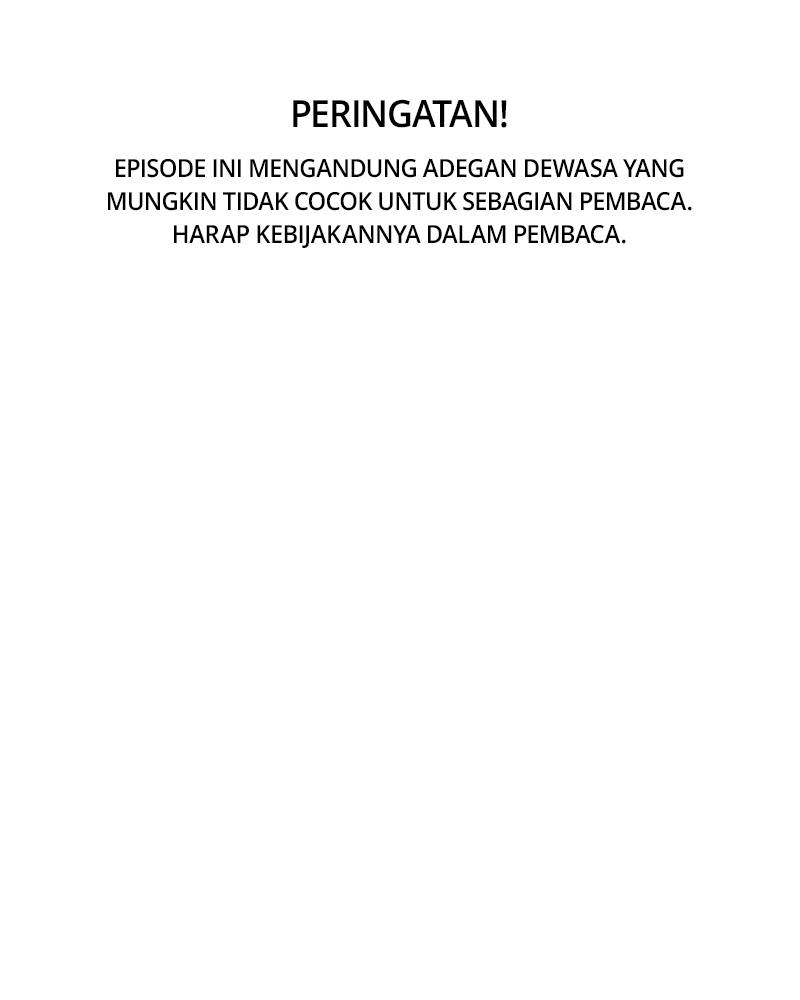 PERINGATAN!
EPISODE INI MENGANDUNG ADEGAN DEWASA YANG
MUNGKIN TIDAK COCOK UNTUK SEBAGIAN PEMBACA.
HARAP KEBIJAKANNYA DALAM PEMBACA.